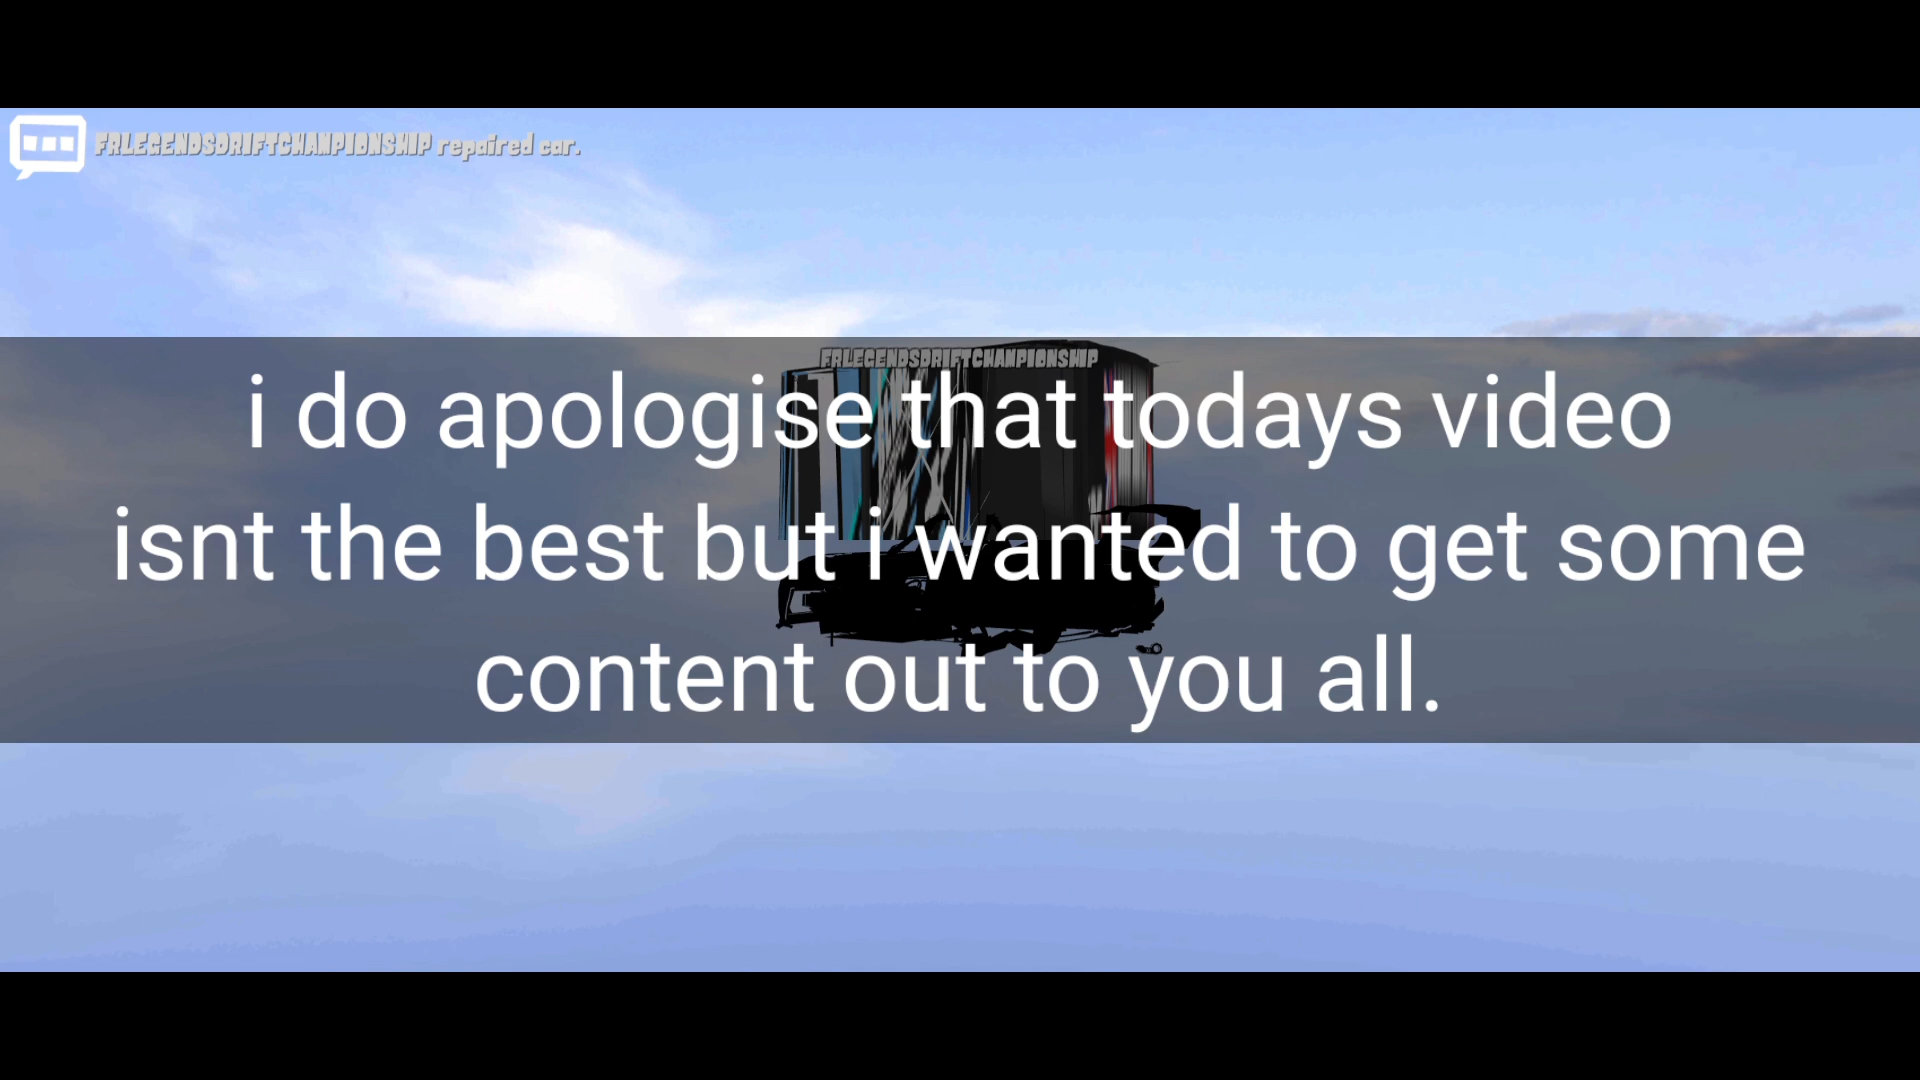 FRLEGENDSDRIFTCHAMPIONSHIP repaired car.
FRLEGENDSDRIFTCHAMPIONSHIP
i do apologise that todays video
isnt the best but i wanted to get some
content out to you all.